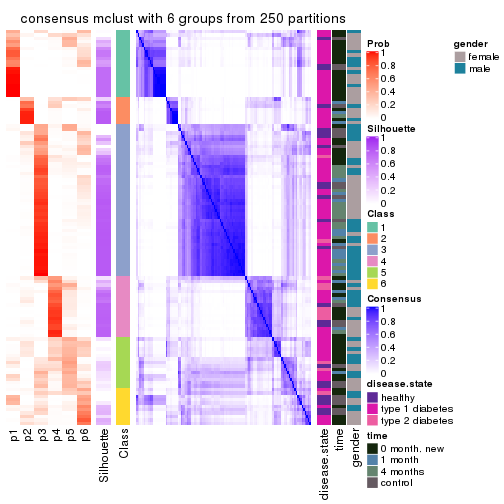 consensus mclust with 6 groups from 250 partitions
p1
p2
p3
p4
p5
p6
Silhouette
Class
disease.state
time
gender
Prob
1
0.8
0.6
0.4
0.2
0
Silhouette
1
0.8
0.6
0.4
0.2
0
Class
1
2
3
4
5
6
Consensus
1
0.8
0.6
0.4
0.2
0
disease.state
healthy
type 1 diabetes
type 2 diabetes
time
0 month. new
1 month
4 months
control
gender
female
male